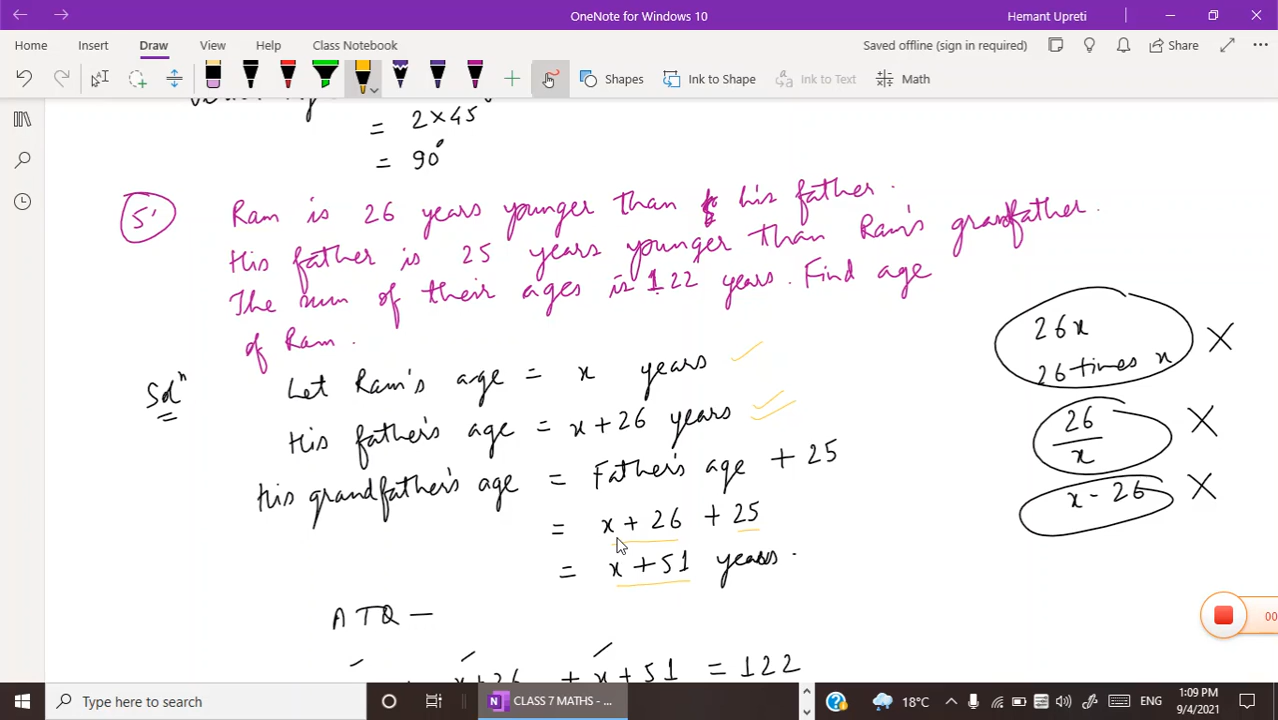 OneNote for Windows 10
Hemant Upreti
Home Insert Draw View Help Class Notebook
Saved offline (sign in required) Share
Shapes Ink to Shape Ink to Text Math
= 2×45°
= 90°
5. Ram is 26 years younger than his father.
His father is 25 years younger than Ram's grandfather.
The sum of their ages is 122 years. Find age
of Ram.
Solⁿ Let Ram's age = x years
His father's age = x+26 years
His grandfather's age = Father's age + 25
= x + 26 + 25
= x + 51 years.
ATQ —
x+26 + x+51 = 122
26x
26 times x
X
26/x X
x - 26 X
00
Type here to search
CLASS 7 MATHS - ...
18°C ENG 1:09 PM
9/4/2021